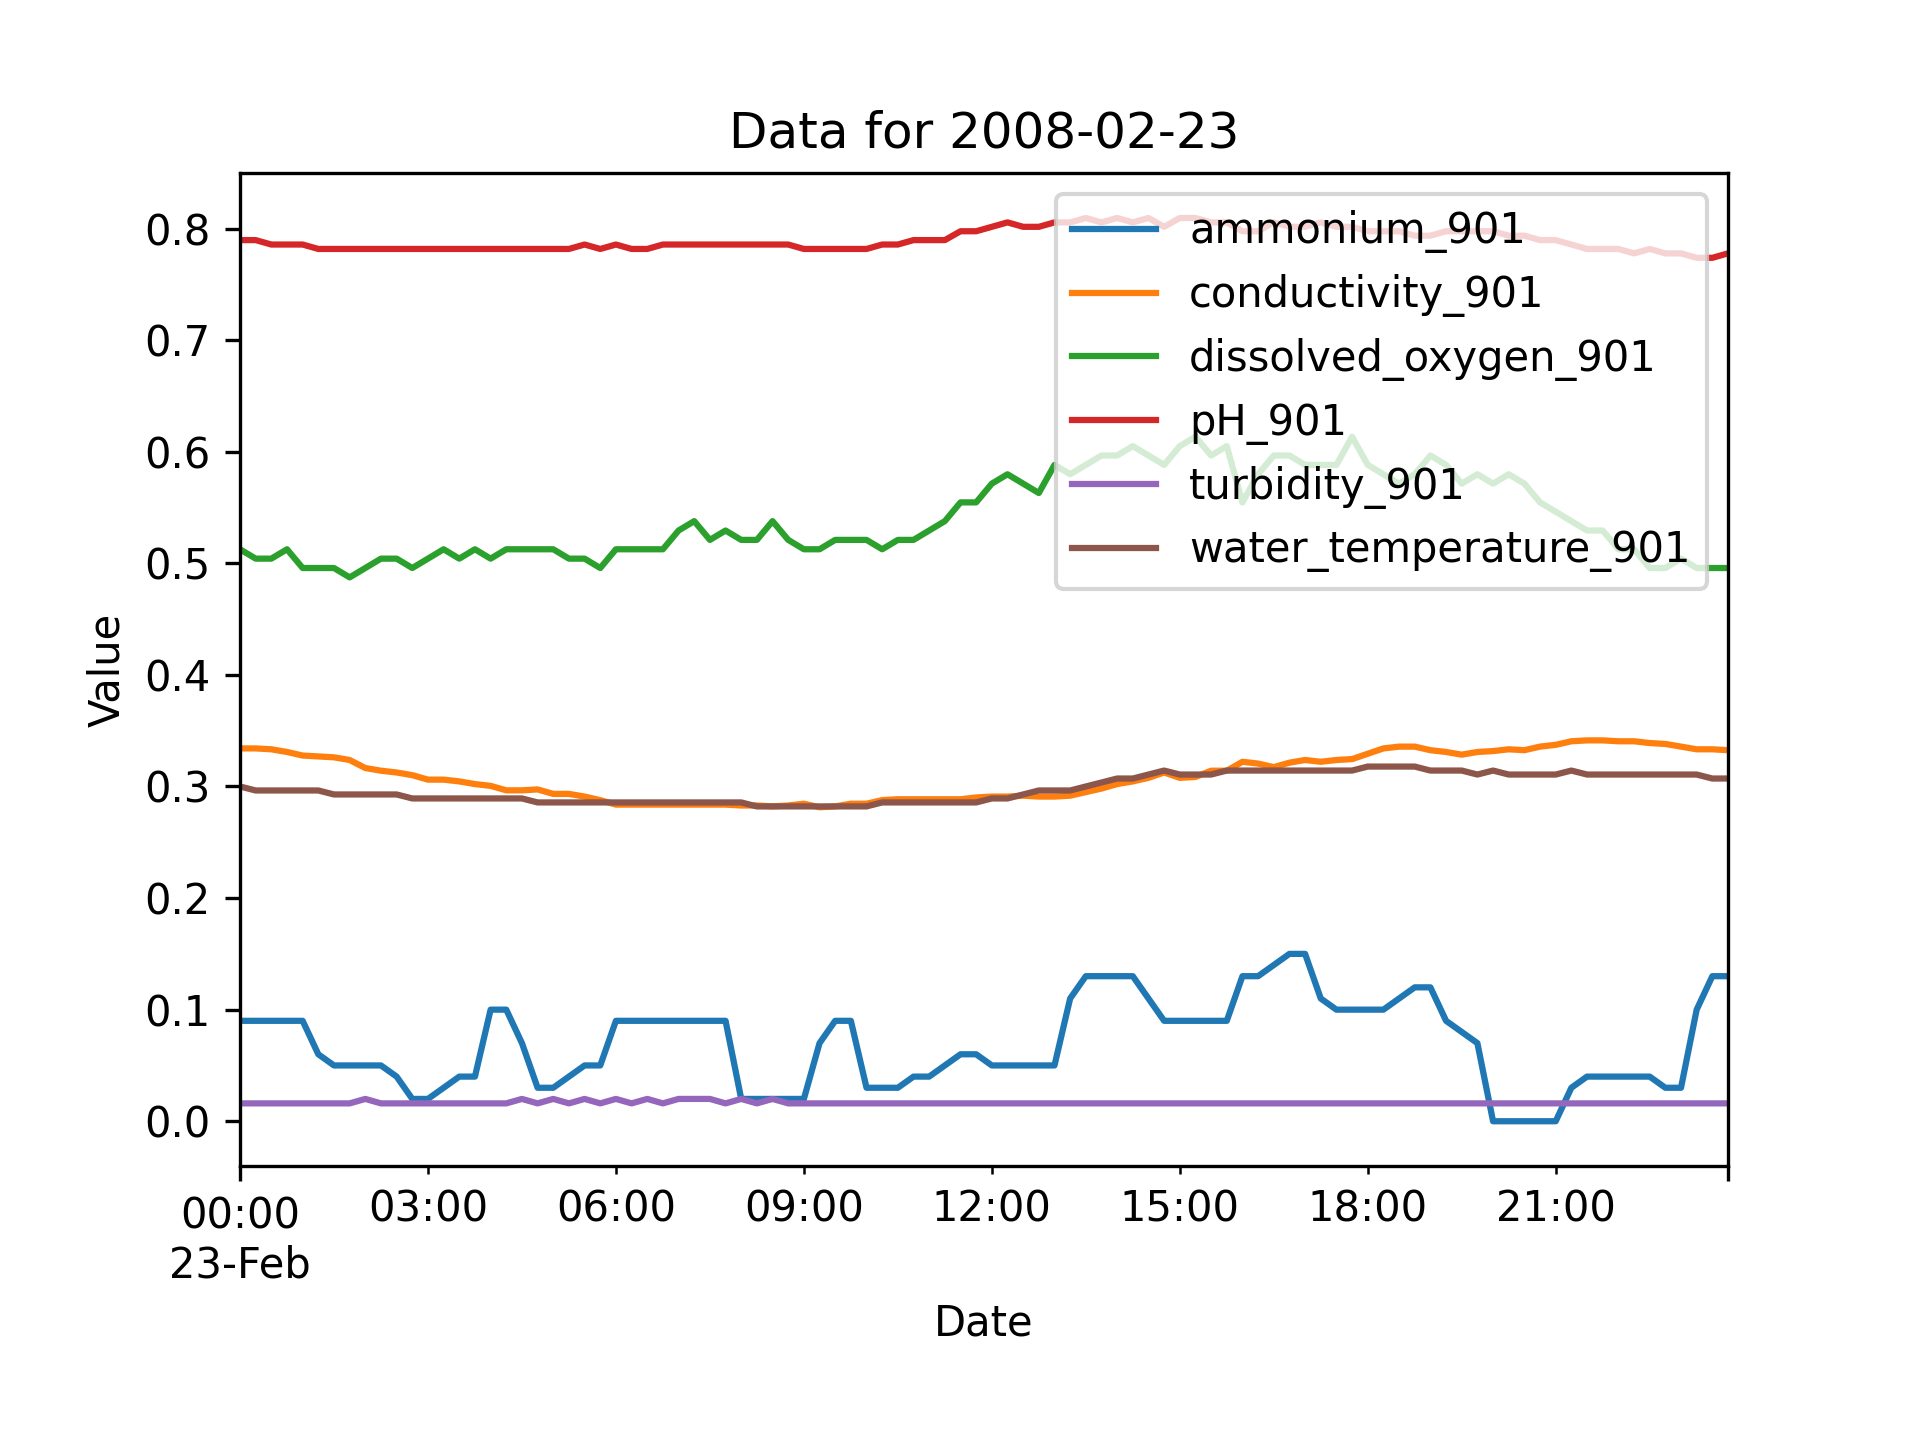 Data for 2008-02-23
ammonium_901
conductivity_901
dissolved_oxygen_901
pH_901
turbidity_901
water_temperature_901
Value
0.8
0.7
0.6
0.5
0.4
0.3
0.2
0.1
0.0
00:00 03:00 06:00 09:00 12:00 15:00 18:00 21:00
23-Feb
Date